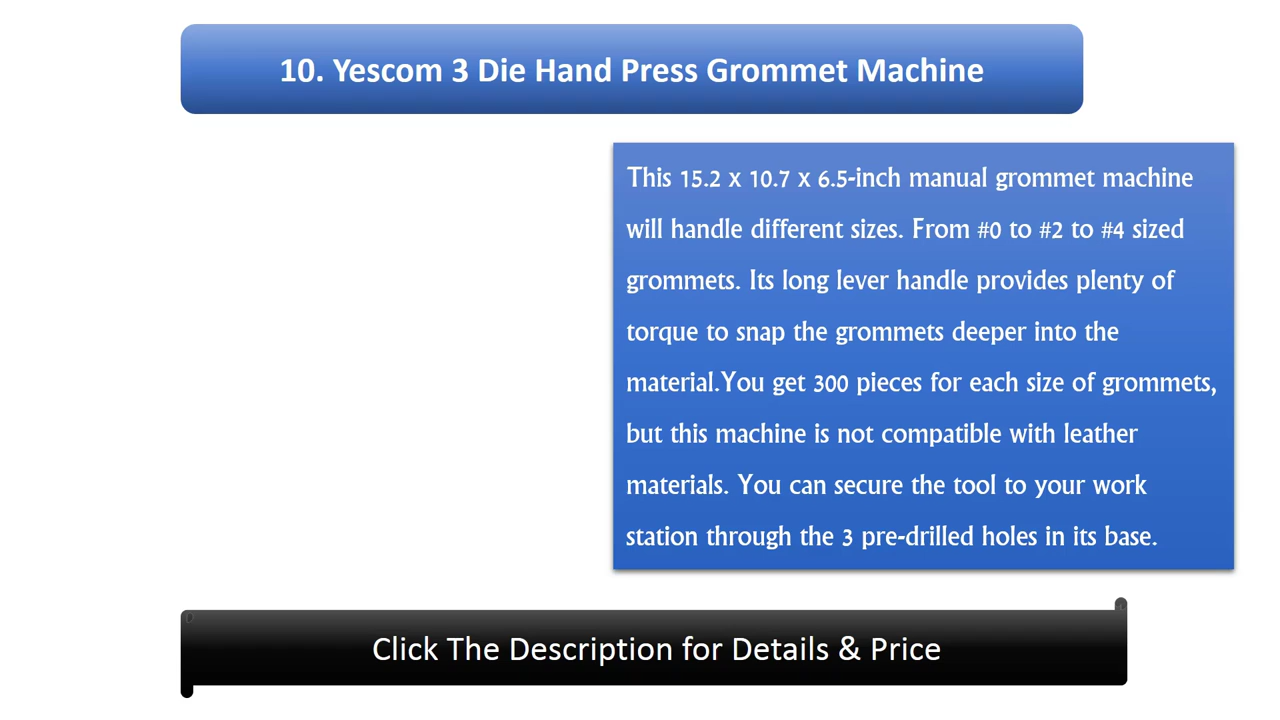 10. Yescom 3 Die Hand Press Grommet Machine
This 15.2 x 10.7 x 6.5-inch manual grommet machine
will handle different sizes. From #0 to #2 to #4 sized
grommets. Its long lever handle provides plenty of
torque to snap the grommets deeper into the
material.You get 300 pieces for each size of grommets,
but this machine is not compatible with leather
materials. You can secure the tool to your work
station through the 3 pre-drilled holes in its base.
Click The Description for Details & Price